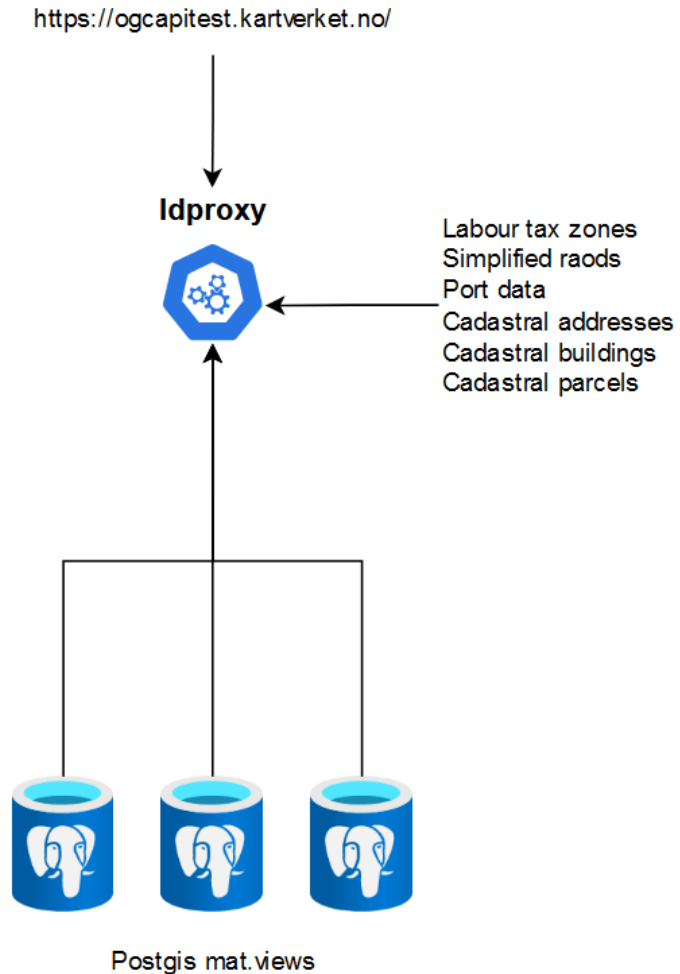 https://ogcapitest.kartverket.no/
ldproxy
Labour tax zones
Simplified raods
Port data
Cadastral addresses
Cadastral buildings
Cadastral parcels
Postgis mat.views